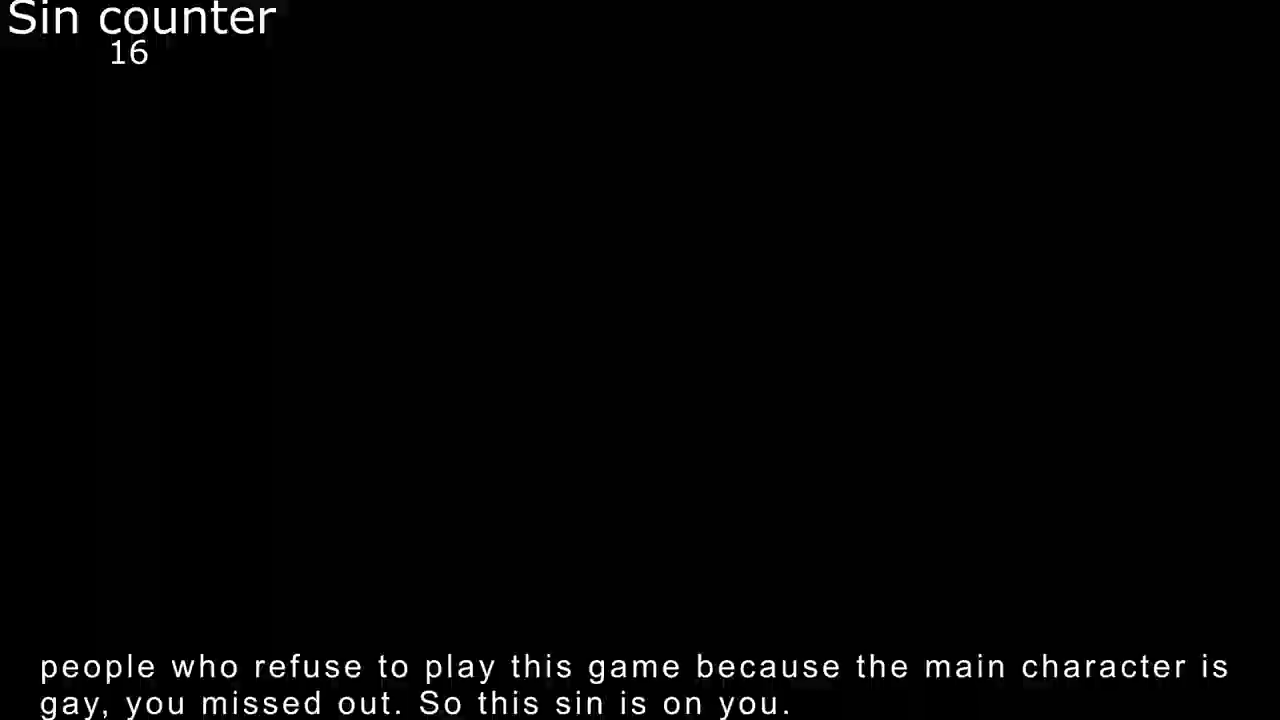 Sin counter
16
people who refuse to play this game because the main character is
gay, you missed out. So this sin is on you.